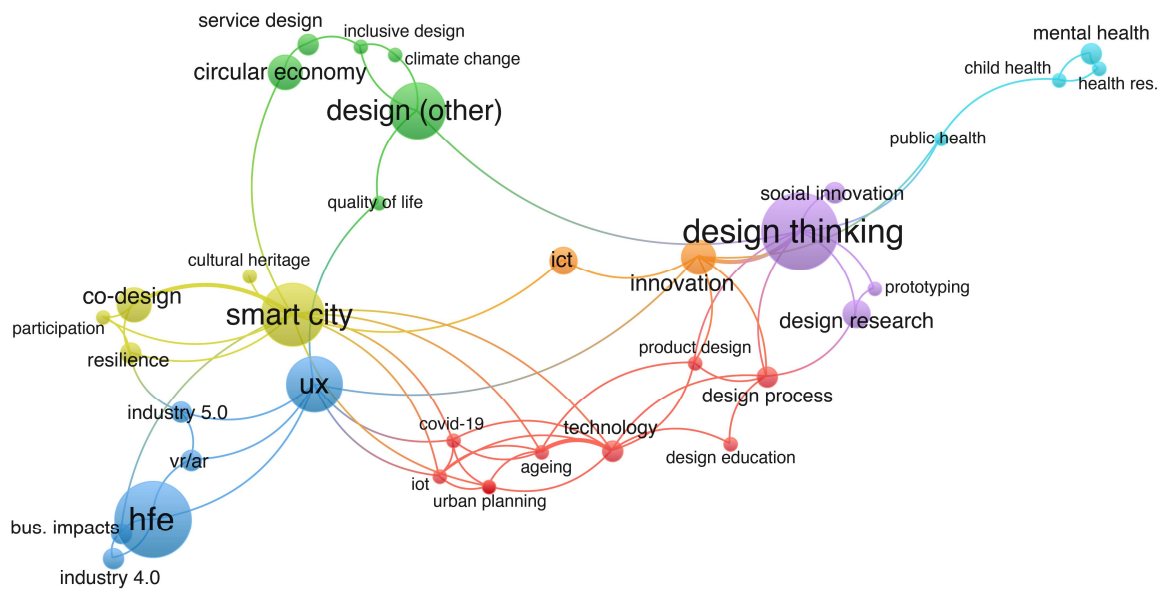 service design
inclusive design
mental health
climate change
child health
circular economy
health res.
design (other)
public health
social innovation
quality of life
design thinking
cultural heritage
ict
innovation
prototyping
co-design
smart city
participation
design research
resilience
product design
ux
design process
industry 5.0
covid-19
technology
vr/ar
ageing
design education
iot
urban planning
bus. impacts
hfe
industry 4.0